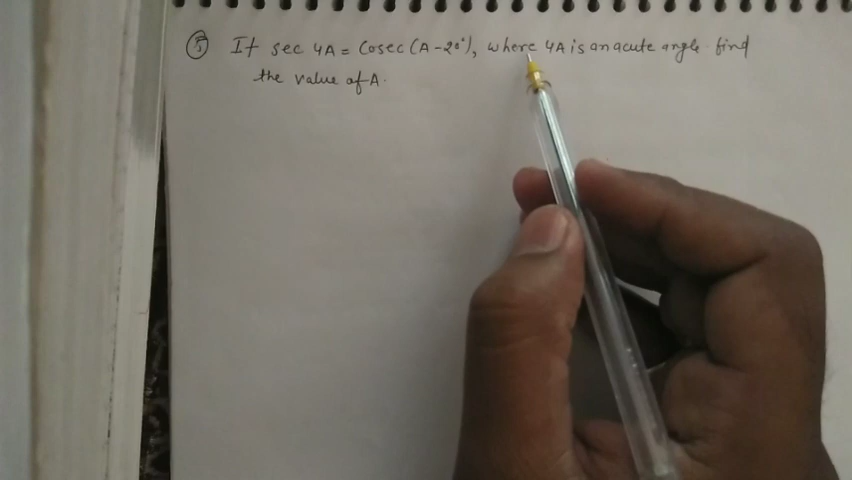 ⑤ If sec 4A = Cosec (A-20°), where 4A is an acute angle. find
the value of A.